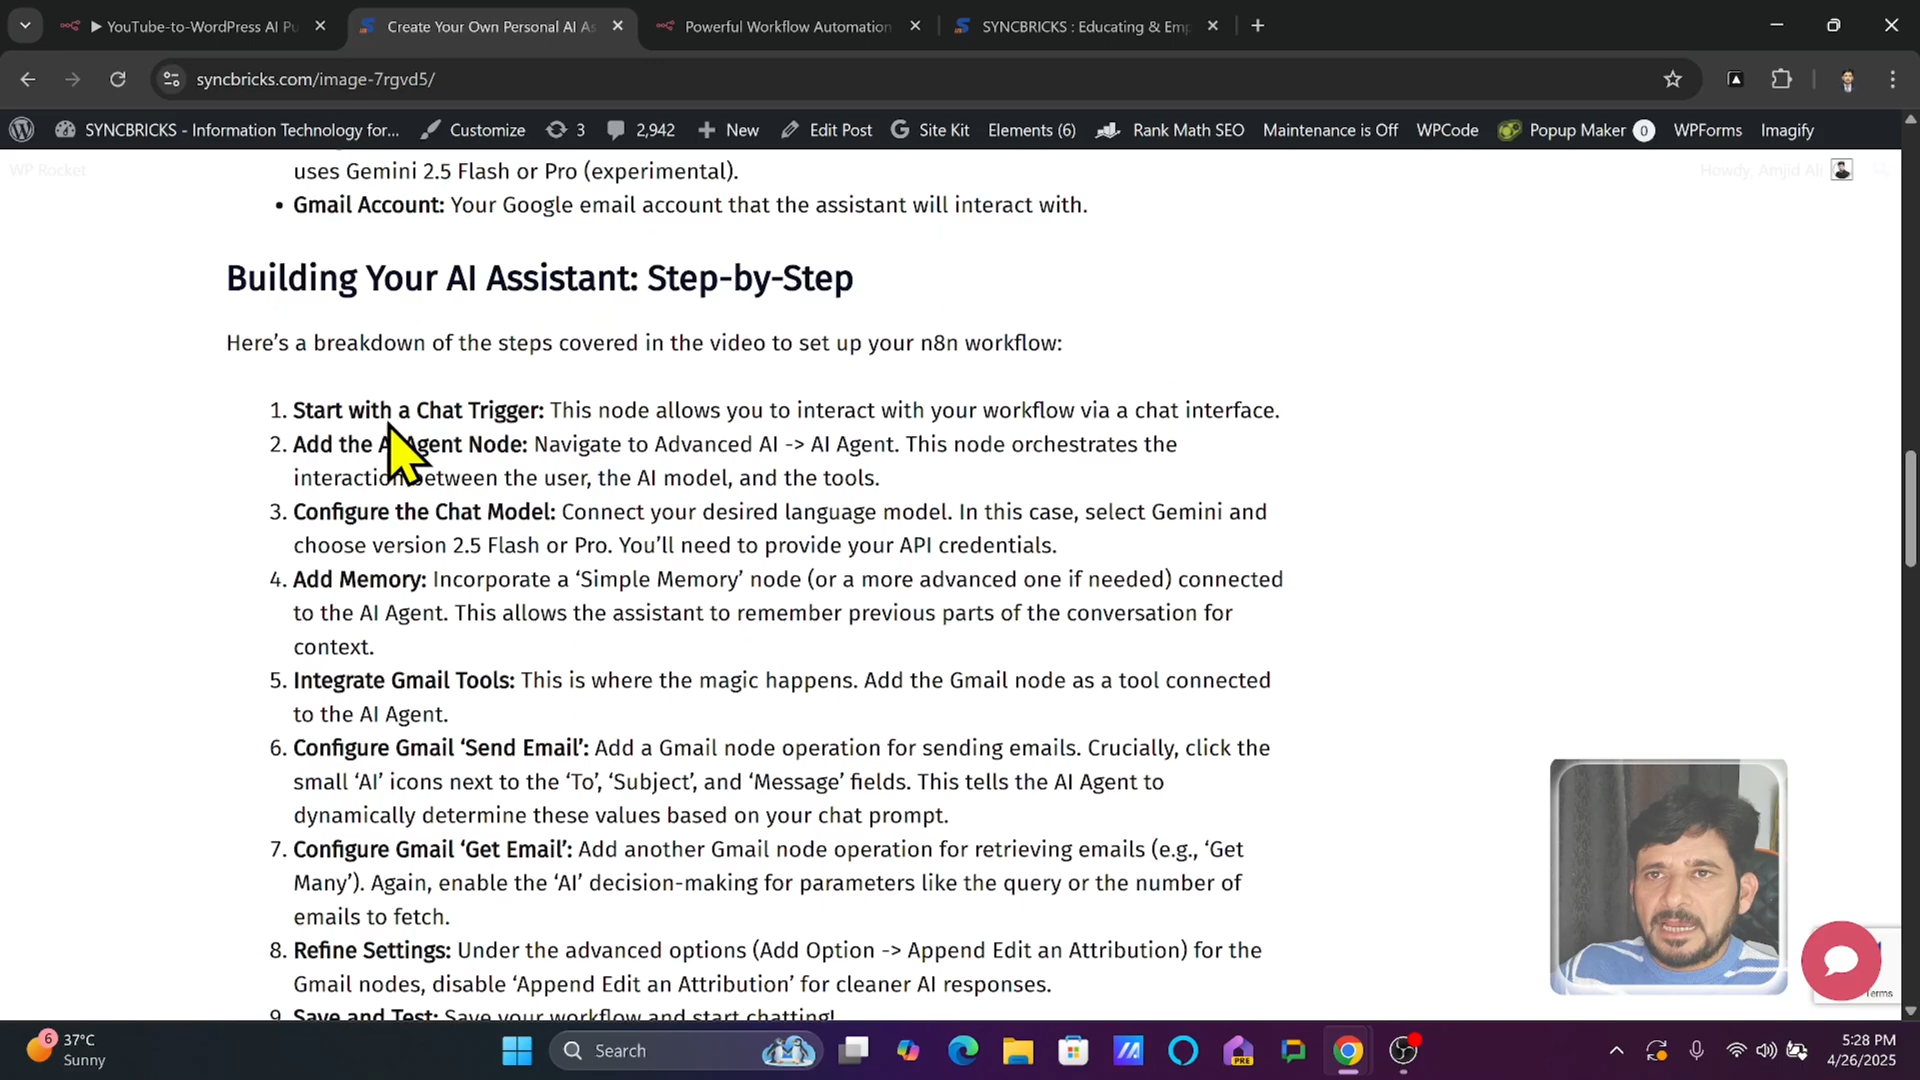 YouTube-to-WordPress AI Pu
Create Your Own Personal AI As
Powerful Workflow Automation
SYNCBRICKS : Educating & Emp
syncbricks.com/image-7rgvd5/
SYNCBRICKS - Information Technology for...
Customize
3
2,942
New
Edit Post
Site Kit
Elements (6)
Rank Math SEO
Maintenance is Off
WPCode
Popup Maker
0
WPForms
Imagify
WP Rocket
Howdy, Amjid Ali
uses Gemini 2.5 Flash or Pro (experimental).
• Gmail Account: Your Google email account that the assistant will interact with.
Building Your AI Assistant: Step-by-Step
Here’s a breakdown of the steps covered in the video to set up your n8n workflow:
1. Start with a Chat Trigger: This node allows you to interact with your workflow via a chat interface.
2. Add the AI Agent Node: Navigate to Advanced AI -> AI Agent. This node orchestrates the
interaction between the user, the AI model, and the tools.
3. Configure the Chat Model: Connect your desired language model. In this case, select Gemini and
choose version 2.5 Flash or Pro. You’ll need to provide your API credentials.
4. Add Memory: Incorporate a ‘Simple Memory’ node (or a more advanced one if needed) connected
to the AI Agent. This allows the assistant to remember previous parts of the conversation for
context.
5. Integrate Gmail Tools: This is where the magic happens. Add the Gmail node as a tool connected
to the AI Agent.
6. Configure Gmail ‘Send Email’: Add a Gmail node operation for sending emails. Crucially, click the
small ‘AI’ icons next to the ‘To’, ‘Subject’, and ‘Message’ fields. This tells the AI Agent to
dynamically determine these values based on your chat prompt.
7. Configure Gmail ‘Get Email’: Add another Gmail node operation for retrieving emails (e.g., ‘Get
Many’). Again, enable the ‘AI’ decision-making for parameters like the query or the number of
emails to fetch.
8. Refine Settings: Under the advanced options (Add Option -> Append Edit an Attribution) for the
Gmail nodes, disable ‘Append Edit an Attribution’ for cleaner AI responses.
9. Save and Test: Save your workflow and start chatting!
Terms
6
37°C
Sunny
Search
PRE
5:28 PM
4/26/2025